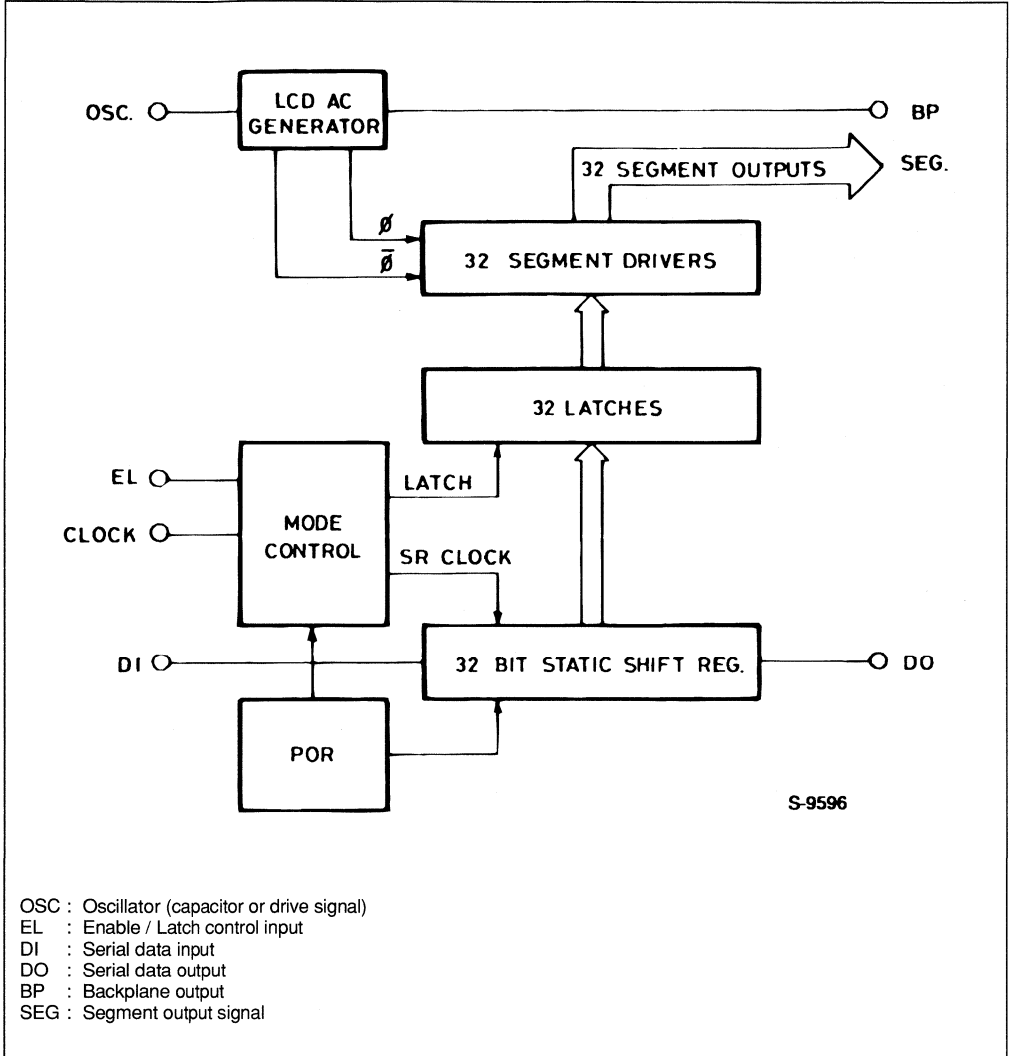 LCD AC
GENERATOR
OSC.
BP
32 SEGMENT OUTPUTS
SEG.
ø
ø̅
32 SEGMENT DRIVERS
32 LATCHES
EL
LATCH
CLOCK
MODE
CONTROL
SR CLOCK
DI
32 BIT STATIC SHIFT REG.
DO
POR
S-9596
OSC : Oscillator (capacitor or drive signal)
EL : Enable / Latch control input
DI : Serial data input
DO : Serial data output
BP : Backplane output
SEG : Segment output signal